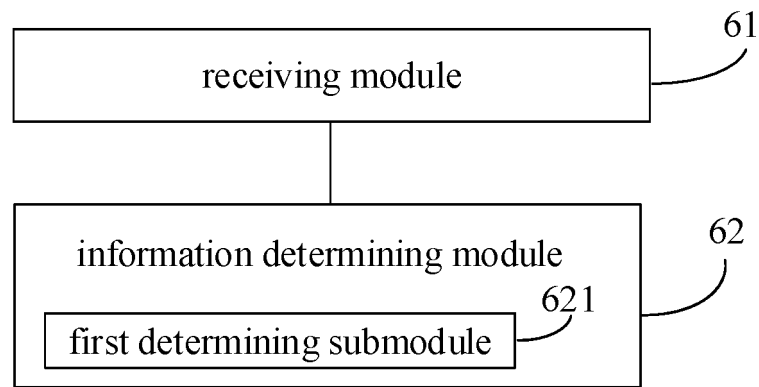 61
receiving module
62
information determining module
621
first determining submodule